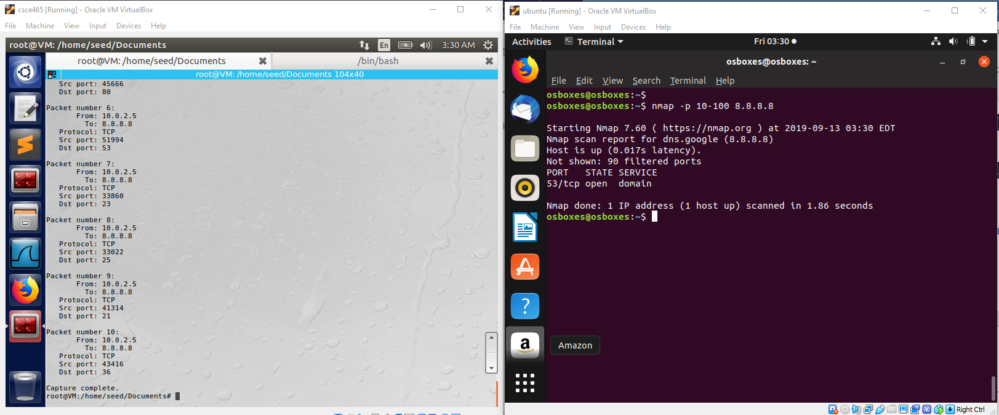 csce465 [Running] - Oracle VM VirtualBox
File Machine View Input Devices Help
root@VM: /home/seed/Documents
En
3:30 AM
root@VM: /home/seed/Documents
/bin/bash
root@VM: /home/seed/Documents 104x40
Src port: 45666
Dst port: 80
Packet number 6:
From: 10.0.2.5
To: 8.8.8.8
Protocol: TCP
Src port: 51994
Dst port: 53
Packet number 7:
From: 10.0.2.5
To: 8.8.8.8
Protocol: TCP
Src port: 33860
Dst port: 23
Packet number 8:
From: 10.0.2.5
To: 8.8.8.8
Protocol: TCP
Src port: 33022
Dst port: 25
Packet number 9:
From: 10.0.2.5
To: 8.8.8.8
Protocol: TCP
Src port: 41314
Dst port: 21
Packet number 10:
From: 10.0.2.5
To: 8.8.8.8
Protocol: TCP
Src port: 43416
Dst port: 36
Capture complete.
root@VM:/home/seed/Documents#
ubuntu [Running] - Oracle VM VirtualBox
File Machine View Input Devices Help
Activities
Terminal
Fri 03:30
osboxes@osboxes: ~
File Edit View Search Terminal Help
osboxes@osboxes:~$
osboxes@osboxes:~$ nmap -p 10-100 8.8.8.8
Starting Nmap 7.60 ( https://nmap.org ) at 2019-09-13 03:30 EDT
Nmap scan report for dns.google (8.8.8.8)
Host is up (0.017s latency).
Not shown: 90 filtered ports
PORT STATE SERVICE
53/tcp open domain
Nmap done: 1 IP address (1 host up) scanned in 1.86 seconds
osboxes@osboxes:~$
Amazon
Right Ctrl